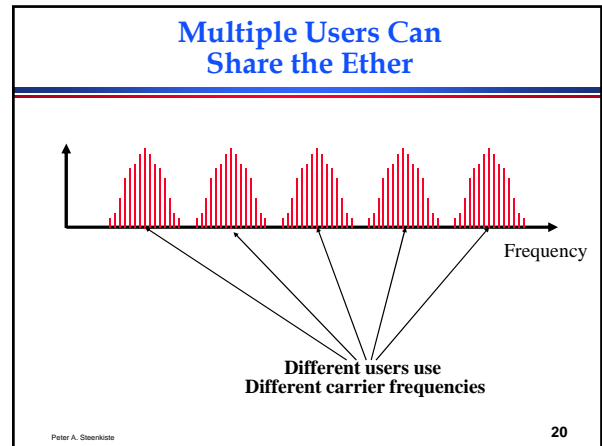 Multiple Users Can
Share the Ether
Frequency
Different users use
Different carrier frequencies
Peter A. Steenkiste
20